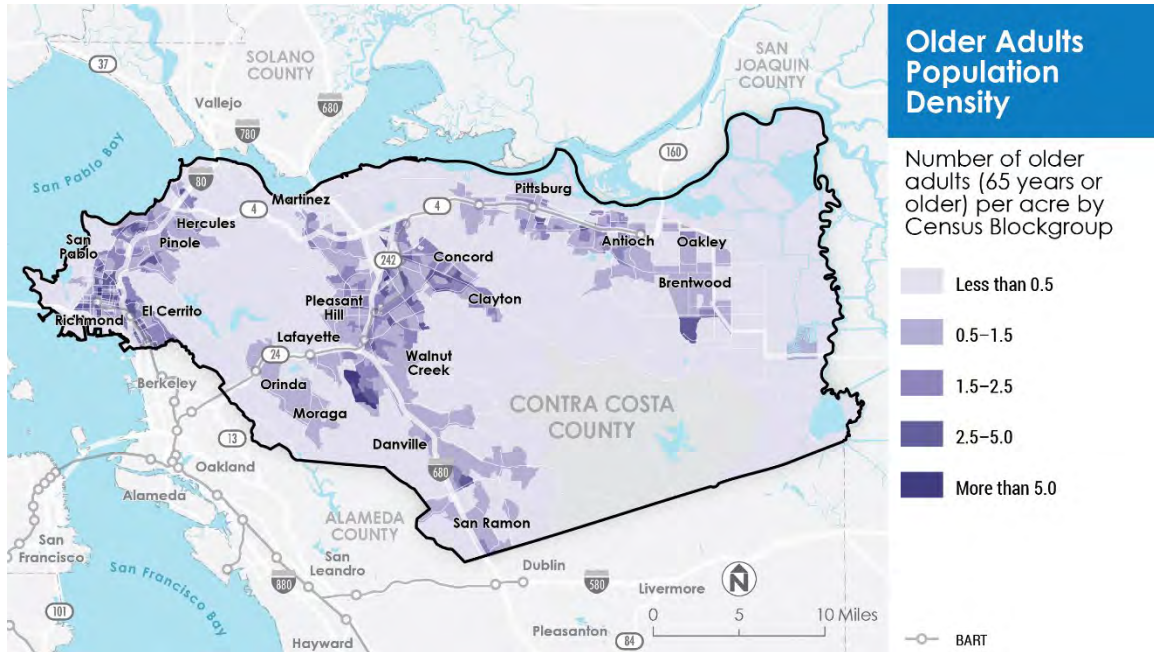 Older Adults
Population
Density
Number of older
adults (65 years or
older) per acre by
Census Blockgroup
Less than 0.5
0.5–1.5
1.5–2.5
2.5–5.0
More than 5.0
BART
SOLANO
COUNTY
SAN
JOAQUIN
COUNTY
37
Vallejo
680
780
160
San Pablo Bay
80
4
Martinez
4
Pittsburg
Hercules
San
Pablo
Pinole
Antioch
Oakley
242
Concord
Brentwood
Clayton
Richmond
El Cerrito
Pleasant
Hill
Lafayette
24
Walnut
Creek
Berkeley
Orinda
Moraga
CONTRA COSTA
COUNTY
13
Danville
Oakland
680
Alameda
ALAMEDA
COUNTY
San Ramon
San
Francisco
San
Leandro
Dublin
San Francisco Bay
880
580
Livermore
N
101
0 5 10 Miles
Hayward
Pleasanton
84